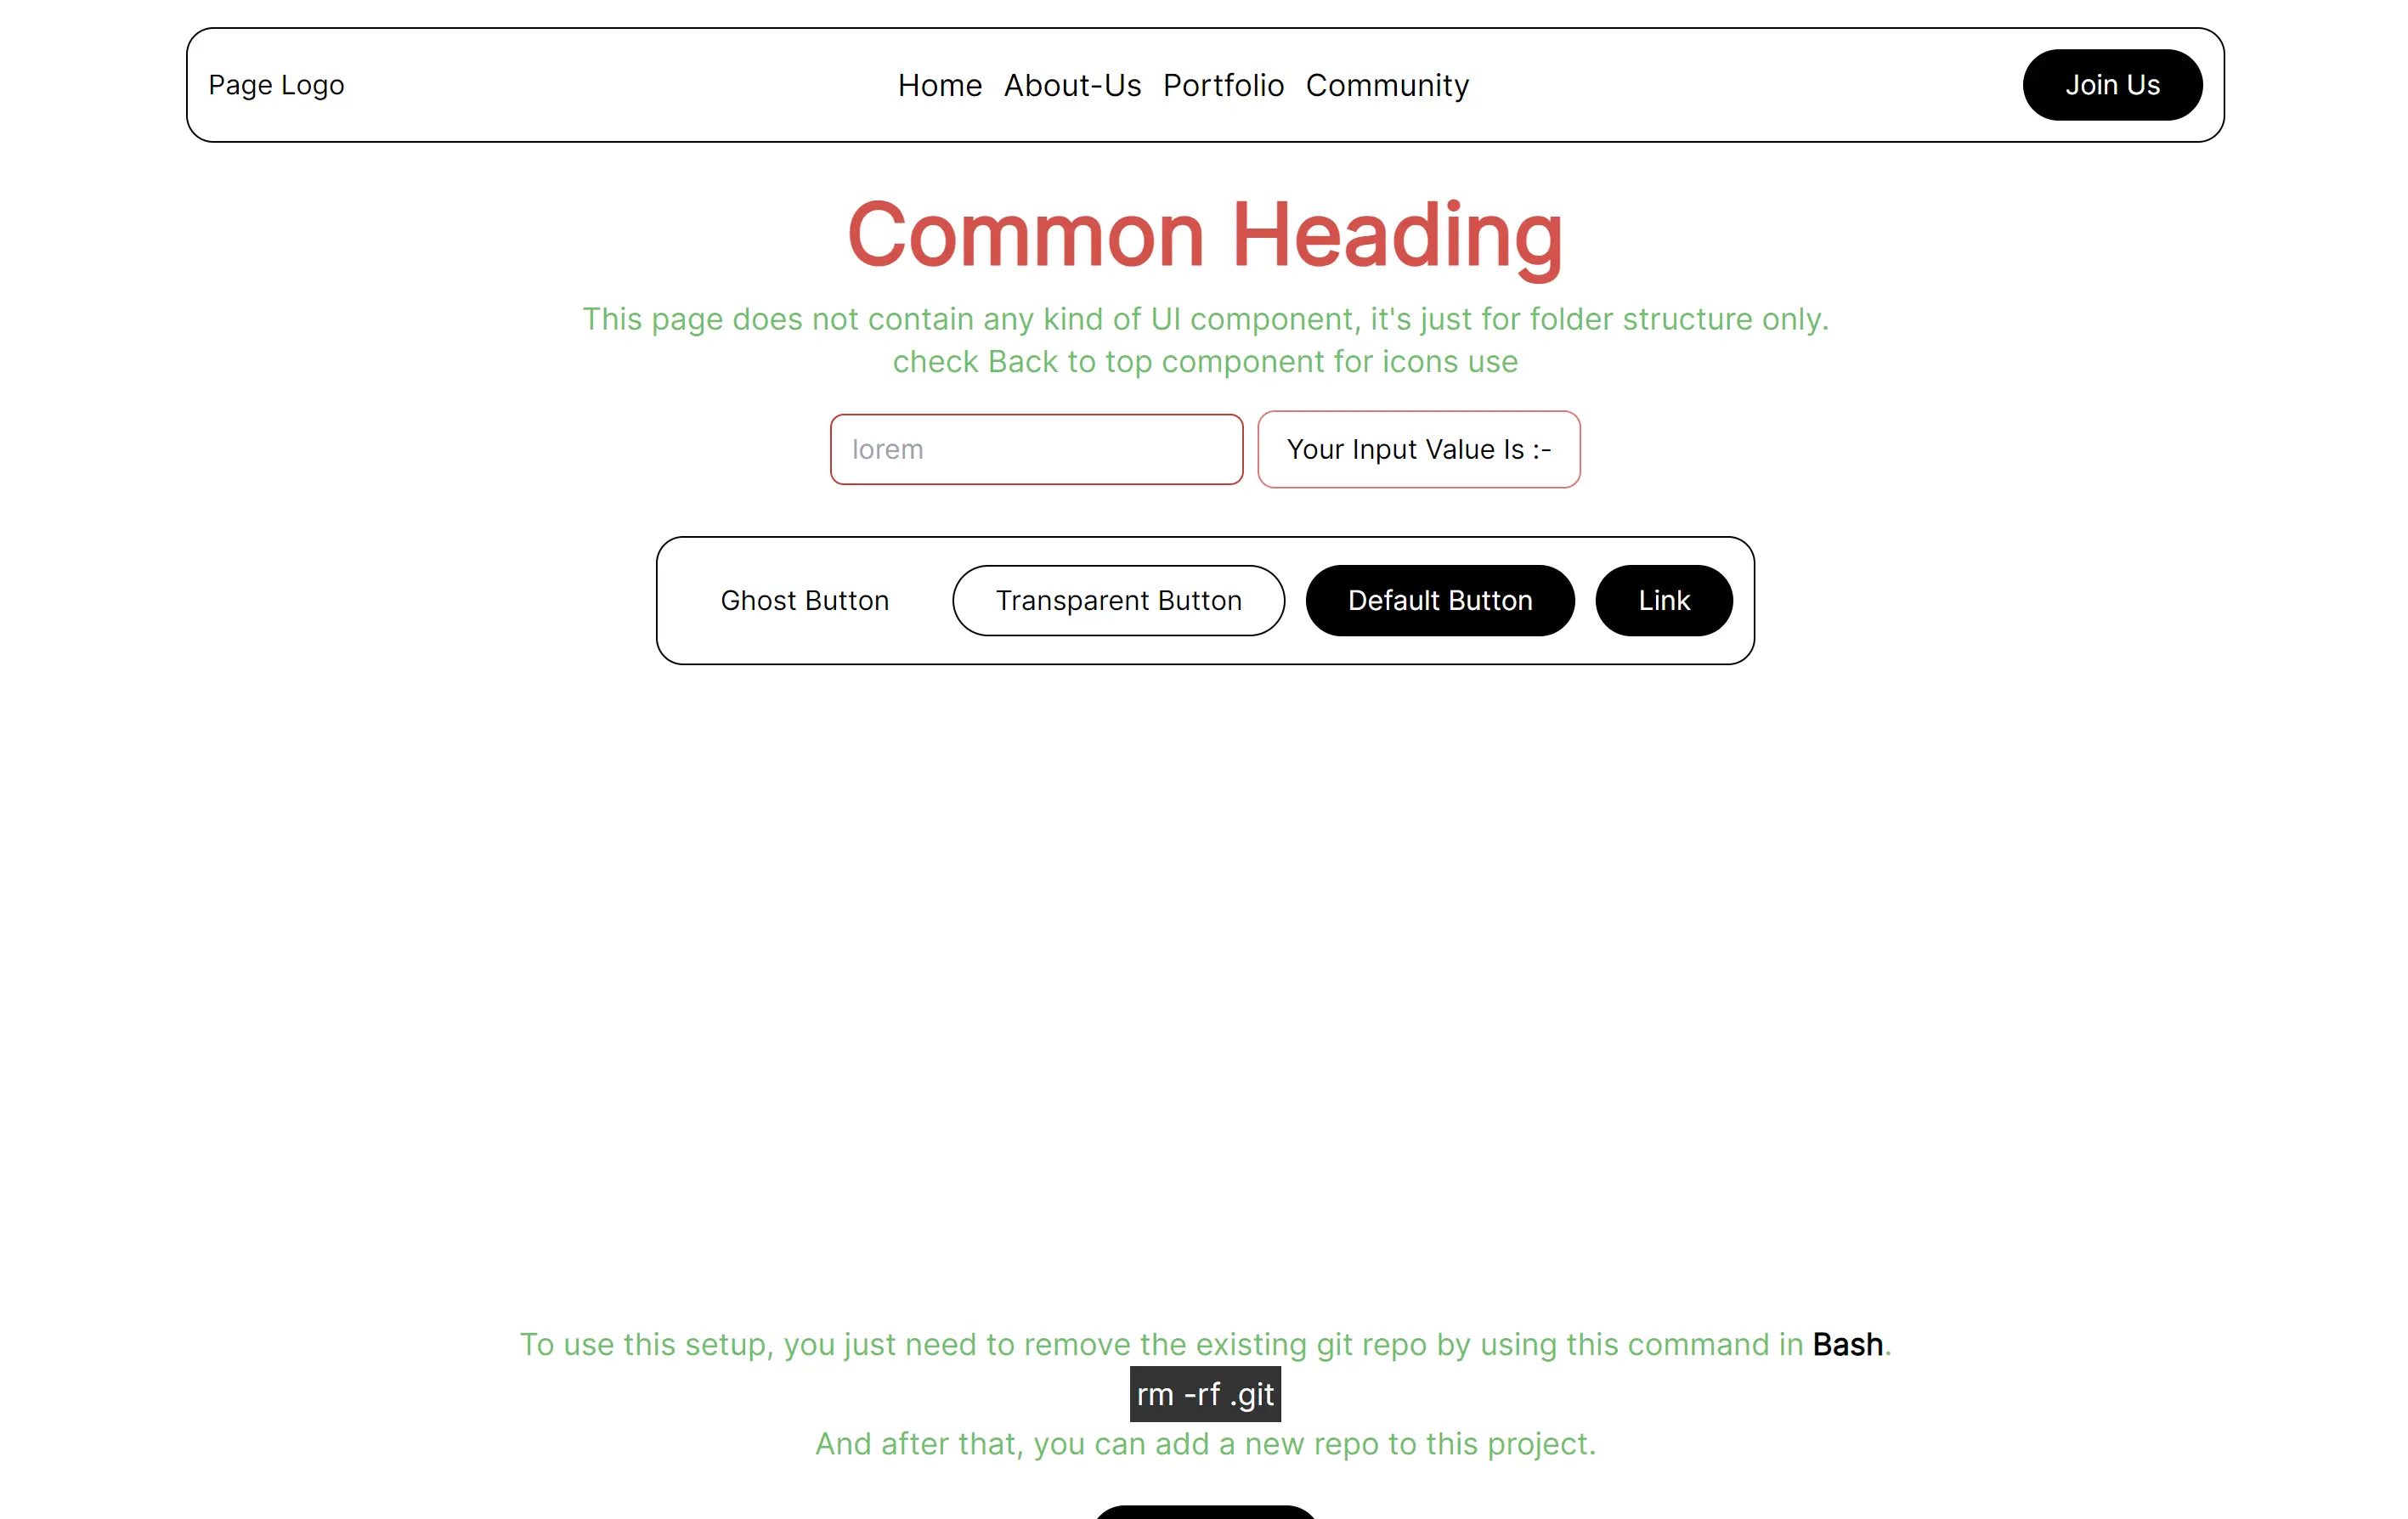 Page Logo
Home About-Us Portfolio Community
Join Us
Common Heading
This page does not contain any kind of UI component, it's just for folder structure only.
check Back to top component for icons use
lorem
Your Input Value Is :-
Ghost Button
Transparent Button
Default Button
Link
To use this setup, you just need to remove the existing git repo by using this command in Bash.
rm -rf .git
And after that, you can add a new repo to this project.